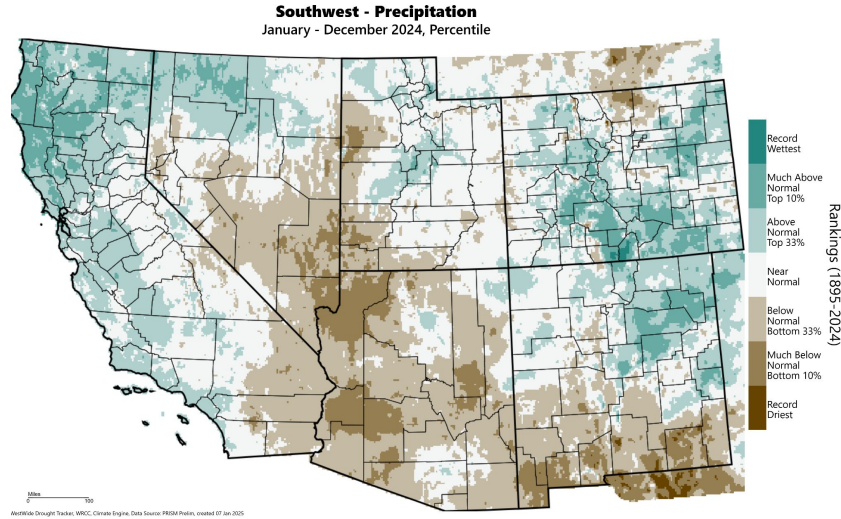 Southwest - Precipitation
January - December 2024, Percentile
Record
Wettest
Much Above
Normal
Top 10%
Above
Normal
Top 33%
Near
Normal
Below
Normal
Bottom 33%
Much Below
Normal
Bottom 10%
Record
Driest
Rankings (1895-2024)
Miles
0 100
WestWide Drought Tracker, WRCC, Climate Engine, Data Source: PRISM Prelim, created 07 Jan 2025